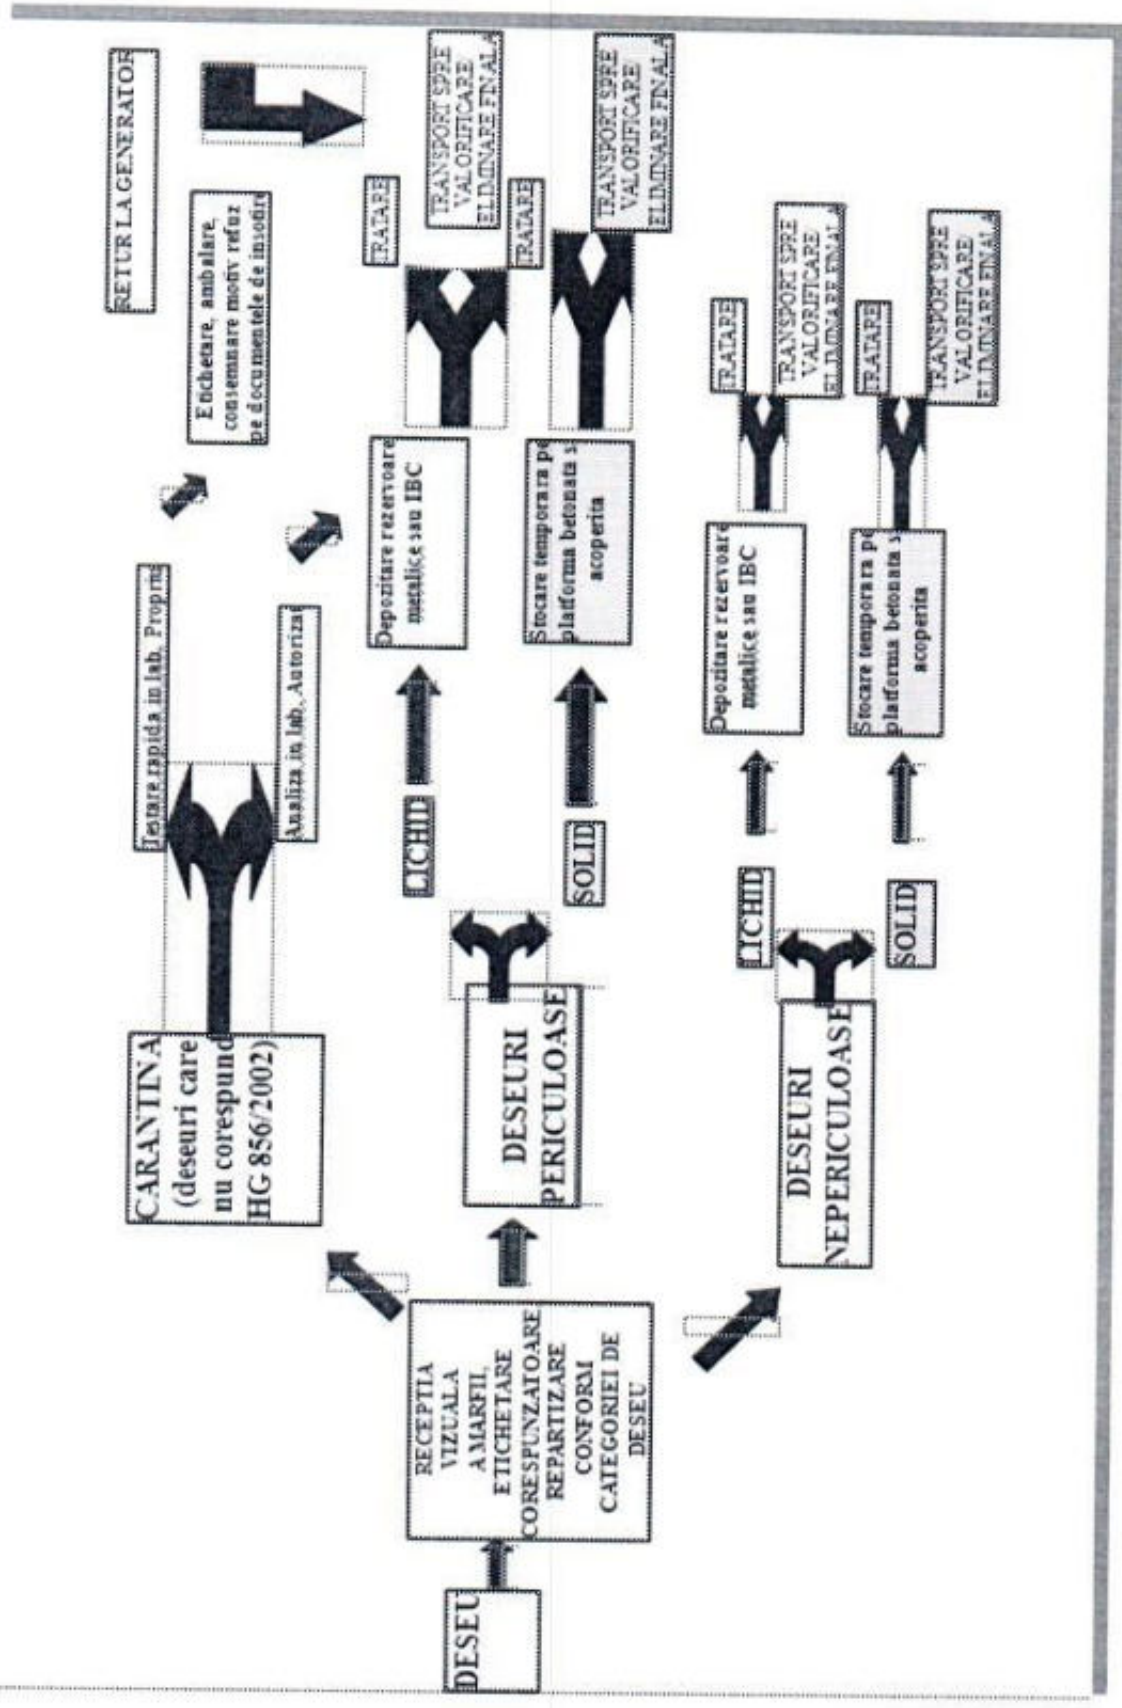 DESEU
RECEPTIA
VIZUALA
A MARFII,
ETICHETARE
CORESPUNZATOARE
REPARTIZARE
CONFORM
CATEGORIEI DE
DESEU
CARANTINA
(deseuri care
nu corespund
HG 856/2002)
Testare rapida in lab. Propriu
Analiza in lab. Autorizat
Etichetare, ambalare,
consemnare motiv refuz
pe documentele de insotire
RETUR LA GENERATOR
DESEURI
PERICULOASE
LICHID
Depozitare rezervoare
metalice sau IBC
TRATARE
TRANSPORT SPRE
VALORIFICARE
ELIMINARE FINALA
SOLID
Stocare temporara pe
platforma betonata s
acoperita
TRATARE
TRANSPORT SPRE
VALORIFICARE
ELIMINARE FINALA
DESEURI
NEPERICULOASE
LICHID
Depozitare rezervoare
metalice sau IBC
TRATARE
TRANSPORT SPRE
VALORIFICARE
ELIMINARE FINALA
SOLID
Stocare temporara pe
platforma betonata s
acoperita
TRATARE
TRANSPORT SPRE
VALORIFICARE
ELIMINARE FINALA